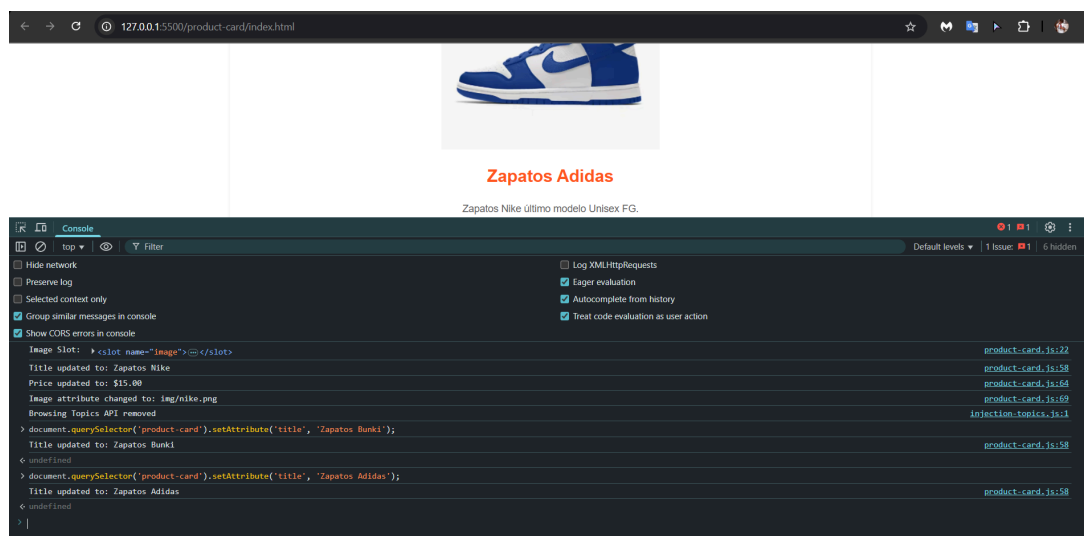 127.0.0.1:5500/product-card/index.html
Zapatos Adidas
Zapatos Nike último modelo Unisex FG.
Console
1 1
top ▾ Filter Default levels ▾ 1 Issue: 1 6 hidden
Hide network Log XMLHttpRequests
Preserve log Eager evaluation
Selected context only Autocomplete from history
Group similar messages in console Treat code evaluation as user action
Show CORS errors in console
Image Slot: ▸ <slot name="image">⋯</slot> product-card.js:22
Title updated to: Zapatos Nike product-card.js:58
Price updated to: $15.00 product-card.js:64
Image attribute changed to: img/nike.png product-card.js:69
Browsing Topics API removed injection-topics.js:1
> document.querySelector('product-card').setAttribute('title', 'Zapatos Bunki');
Title updated to: Zapatos Bunki product-card.js:58
undefined
> document.querySelector('product-card').setAttribute('title', 'Zapatos Adidas');
Title updated to: Zapatos Adidas product-card.js:58
undefined
>